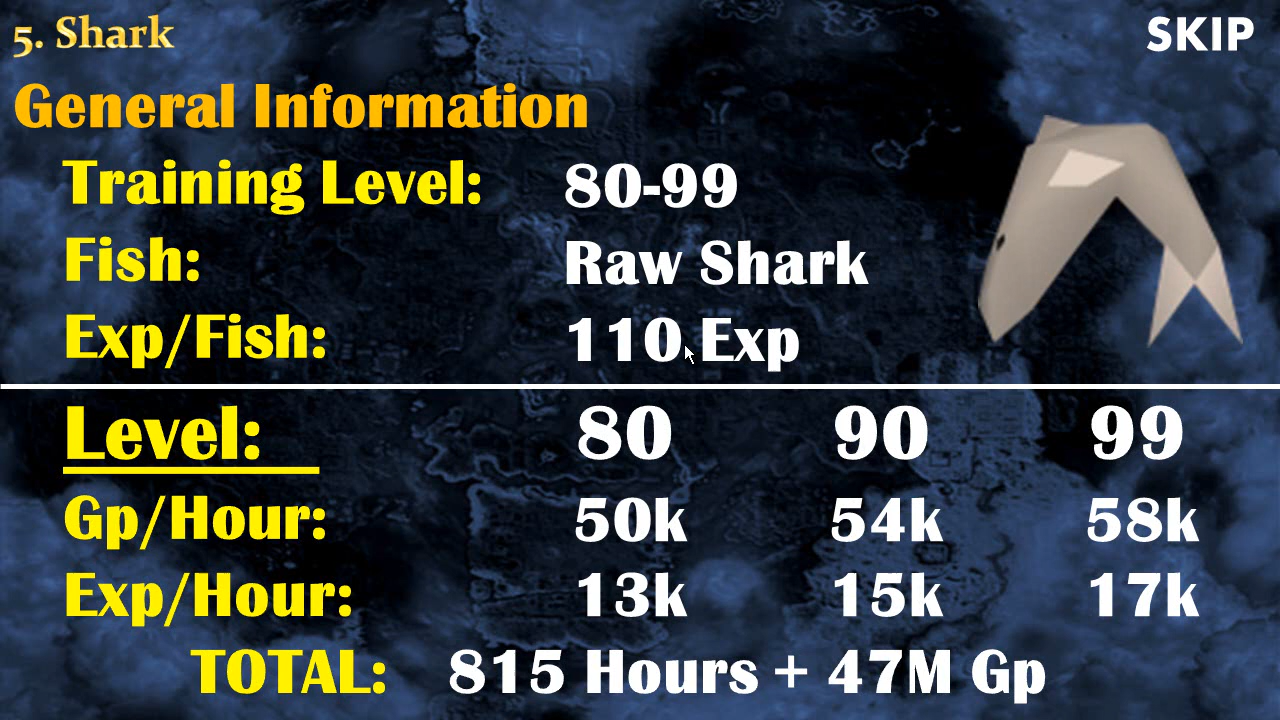 5. Shark
SKIP
General Information
Training Level: 80-99
Fish: Raw Shark
Exp/Fish: 110 Exp
Level: 80 90 99
Gp/Hour: 50k 54k 58k
Exp/Hour: 13k 15k 17k
TOTAL: 815 Hours + 47M Gp